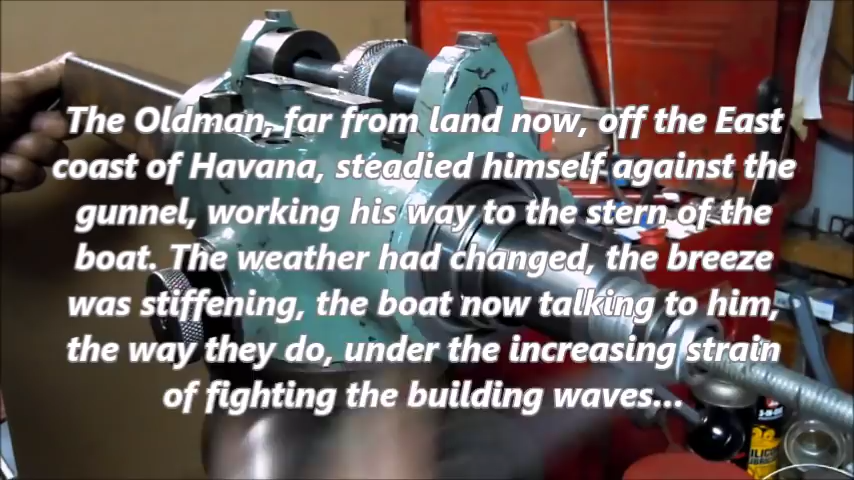 The Oldman, far from land now, off the East
coast of Havana, steadied himself against the
gunnel, working his way to the stern of the
boat. The weather had changed, the breeze
was stiffening, the boat now talking to him,
the way they do, under the increasing strain
of fighting the building waves...